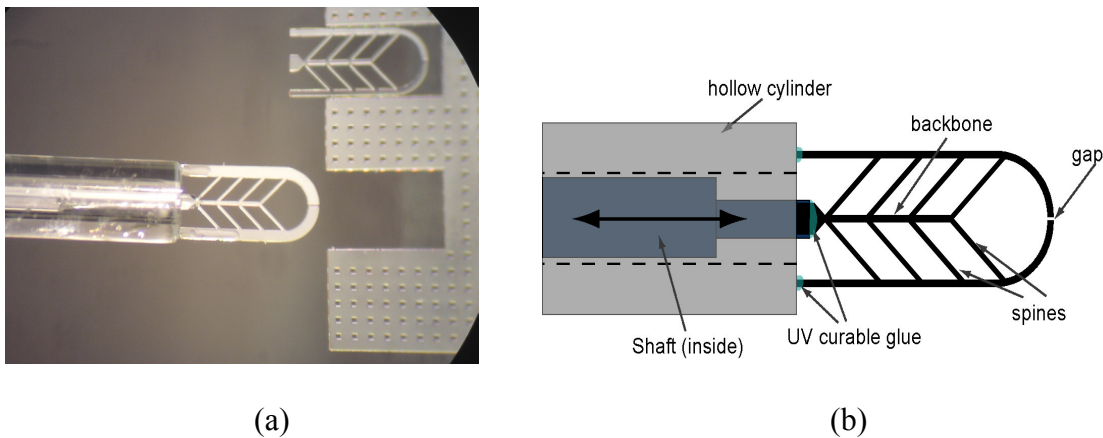 hollow cylinder
backbone
gap
spines
UV curable glue
Shaft (inside)
(a)
(b)